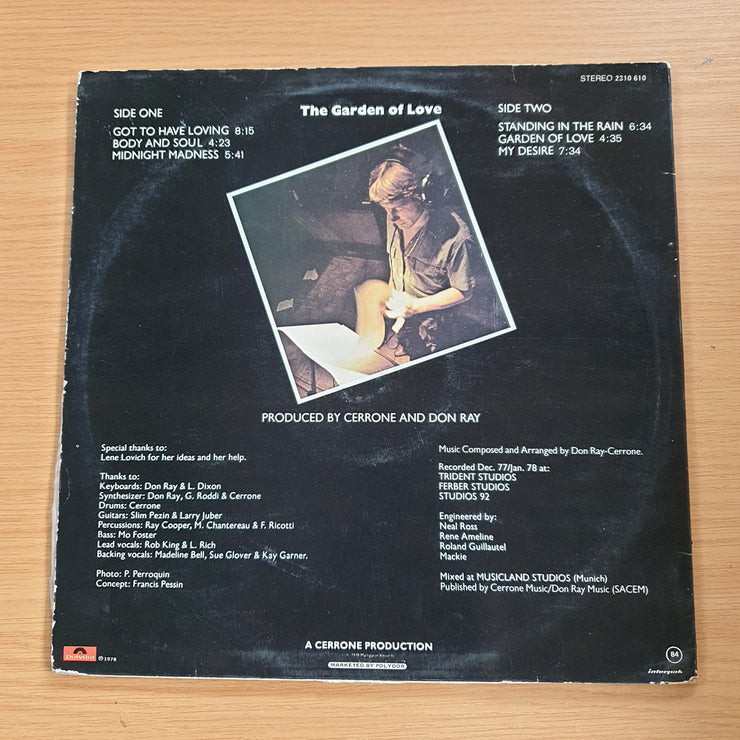 STEREO 2310 610
The Garden of Love
SIDE ONE
GOT TO HAVE LOVING 8:15
BODY AND SOUL 4:23
MIDNIGHT MADNESS 5:41
SIDE TWO
STANDING IN THE RAIN 6:34
GARDEN OF LOVE 4:35
MY DESIRE 7:34
PRODUCED BY CERRONE AND DON RAY
Special thanks to:
Lene Lovich for her ideas and her help.
Thanks to:
Keyboards: Don Ray & L. Dixon
Synthesizer: Don Ray, G. Roddi & Cerrone
Drums: Cerrone
Guitars: Slim Pezin & Larry Juber
Percussions: Ray Cooper, M. Chantereau & F. Ricotti
Bass: Mo Foster
Lead vocals: Rob King & L. Rich
Backing vocals: Madeline Bell, Sue Glover & Kay Garner.
Photo: P. Perroquin
Concept: Francis Pessin
Music Composed and Arranged by Don Ray-Cerrone.
Recorded Dec. 77/Jan. 78 at:
TRIDENT STUDIOS
FERBER STUDIOS
STUDIOS 92
Engineered by:
Neal Ross
Rene Ameline
Roland Guillautel
Mackie
Mixed at MUSICLAND STUDIOS (Munich)
Published by Cerrone Music/Don Ray Music (SACEM)
A CERRONE PRODUCTION
MARKETED BY POLYDOR
polydor
℗ 1978
84
interpak